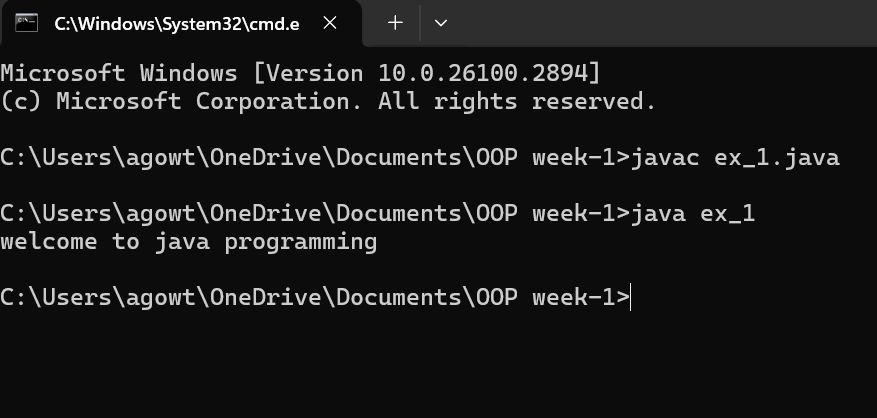 C:\Windows\System32\cmd.e
Microsoft Windows [Version 10.0.26100.2894]
(c) Microsoft Corporation. All rights reserved.
C:\Users\agowt\OneDrive\Documents\OOP week-1>javac ex_1.java
C:\Users\agowt\OneDrive\Documents\OOP week-1>java ex_1
welcome to java programming
C:\Users\agowt\OneDrive\Documents\OOP week-1>